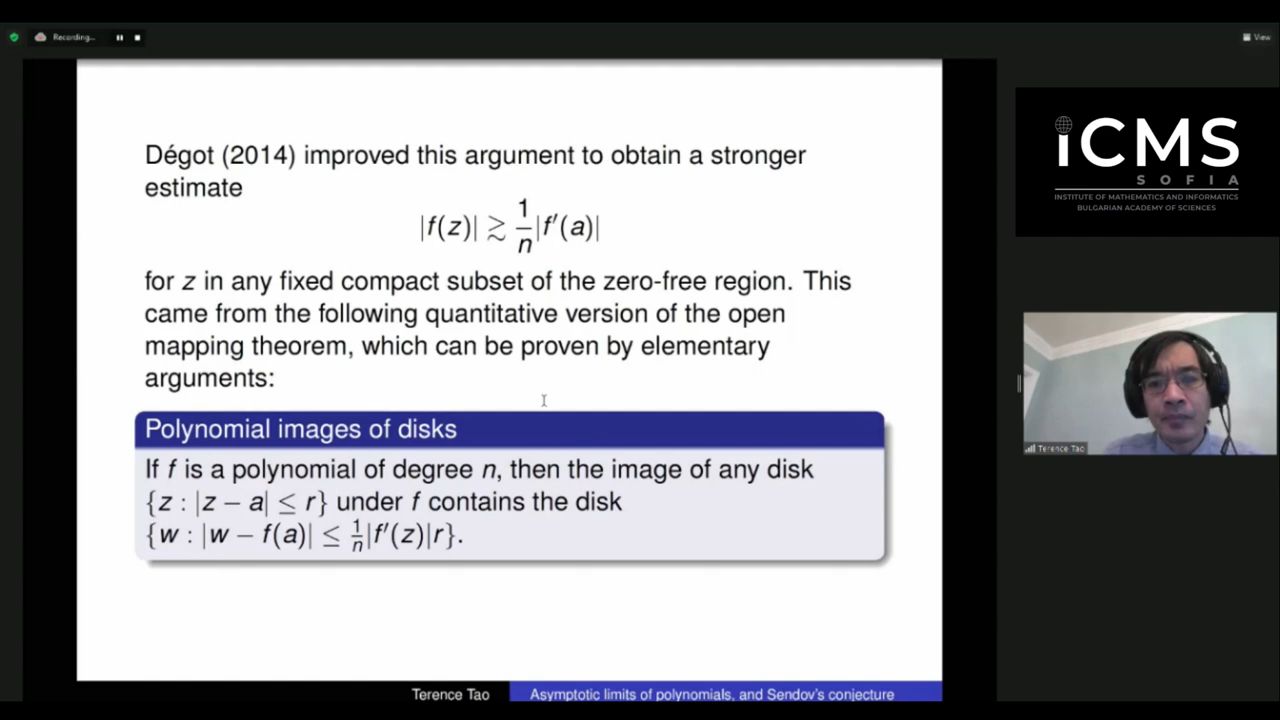 Recording...
View
Dégot (2014) improved this argument to obtain a stronger
estimate
|f(z)| ≳ 1/n |f′(a)|
for z in any fixed compact subset of the zero-free region. This
came from the following quantitative version of the open
mapping theorem, which can be proven by elementary
arguments:
Polynomial images of disks
If f is a polynomial of degree n, then the image of any disk
{z : |z − a| ≤ r} under f contains the disk
{w : |w − f(a)| ≤ 1/n |f′(z)|r}.
Terence Tao
Asymptotic limits of polynomials, and Sendov's conjecture
iCMS
SOFIA
INSTITUTE OF MATHEMATICS AND INFORMATICS
BULGARIAN ACADEMY OF SCIENCES
Terence Tao